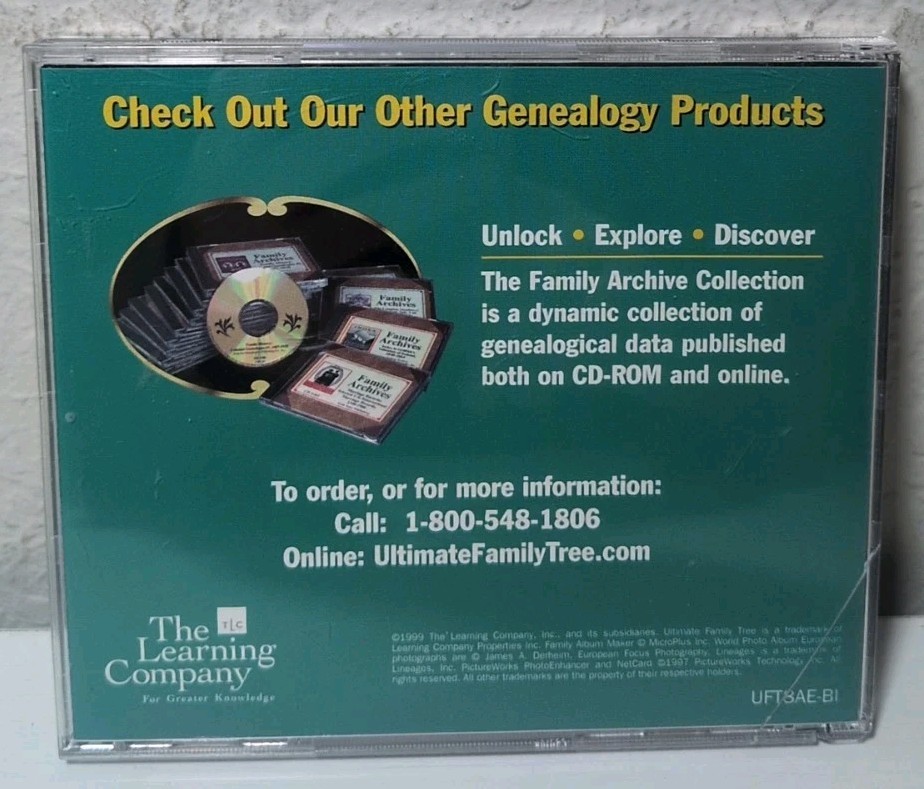 Check Out Our Other Genealogy Products
Family
Archives
Family
Archives
Family
Archives
Family
Archives
Unlock • Explore • Discover
The Family Archive Collection
is a dynamic collection of
genealogical data published
both on CD-ROM and online.
To order, or for more information:
Call: 1-800-548-1806
Online: UltimateFamilyTree.com
TLC
The
Learning
Company
For Greater Knowledge
©1999 The Learning Company, Inc., and its subsidiaries. Ultimate Family Tree is a trademark of
Learning Company Properties Inc. Family Album Maker © MicroPlus Inc. World Photo Album European
photographs are © James A. Derheim, European Focus Photography. Lineages is a trademark of
Lineages, Inc. PictureWorks PhotoEnhancer and NetCard ©1997 PictureWorks Technology, Inc. All
rights reserved. All other trademarks are the property of their respective holders.
UFT3AE-BI